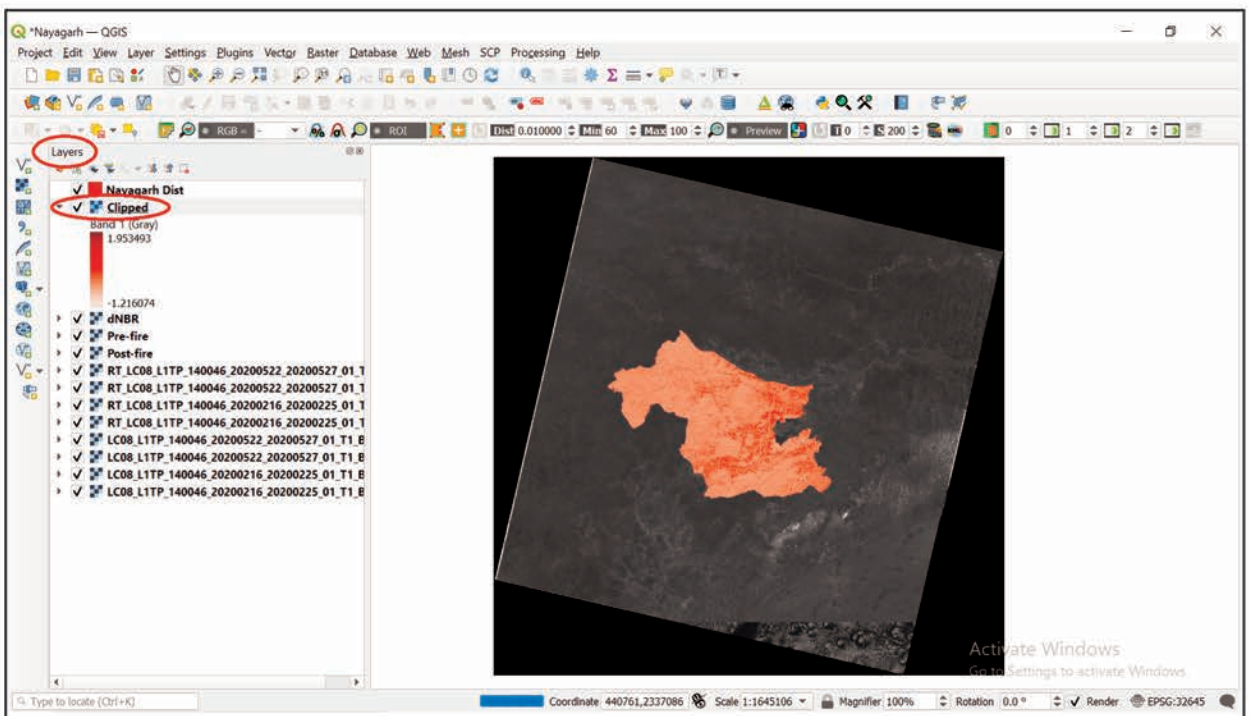 *Nayagarh — QGIS
Project Edit View Layer Settings Plugins Vector Raster Database Web Mesh SCP Processing Help
RGB = - ROI Dist 0.010000 Min 60 Max 100 Preview T 0 S 200 0 1 2
Layers
Nayagarh Dist
Clipped
Band 1 (Gray)
1.953493
-1.216074
dNBR
Pre-fire
Post-fire
RT_LC08_L1TP_140046_20200522_20200527_01_T
RT_LC08_L1TP_140046_20200522_20200527_01_T
RT_LC08_L1TP_140046_20200216_20200225_01_T
RT_LC08_L1TP_140046_20200216_20200225_01_T
LC08_L1TP_140046_20200522_20200527_01_T1_B
LC08_L1TP_140046_20200522_20200527_01_T1_B
LC08_L1TP_140046_20200216_20200225_01_T1_B
LC08_L1TP_140046_20200216_20200225_01_T1_B
Activate Windows
Go to Settings to activate Windows.
Type to locate (Ctrl+K) Coordinate 440761,2337086 Scale 1:1645106 Magnifier 100% Rotation 0.0 ° Render EPSG:32645